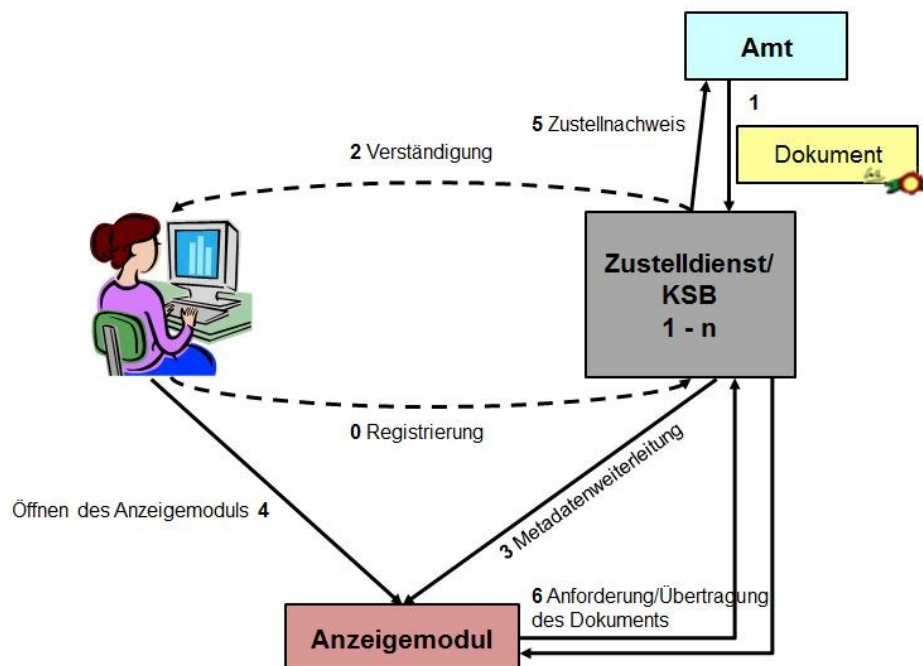 Amt
1
5 Zustellnachweis
Dokument
2 Verständigung
Zustelldienst/
KSB
1 - n
0 Registrierung
3 Metadatenweiterleitung
Öffnen des Anzeigemoduls 4
6 Anforderung/Übertragung
des Dokuments
Anzeigemodul